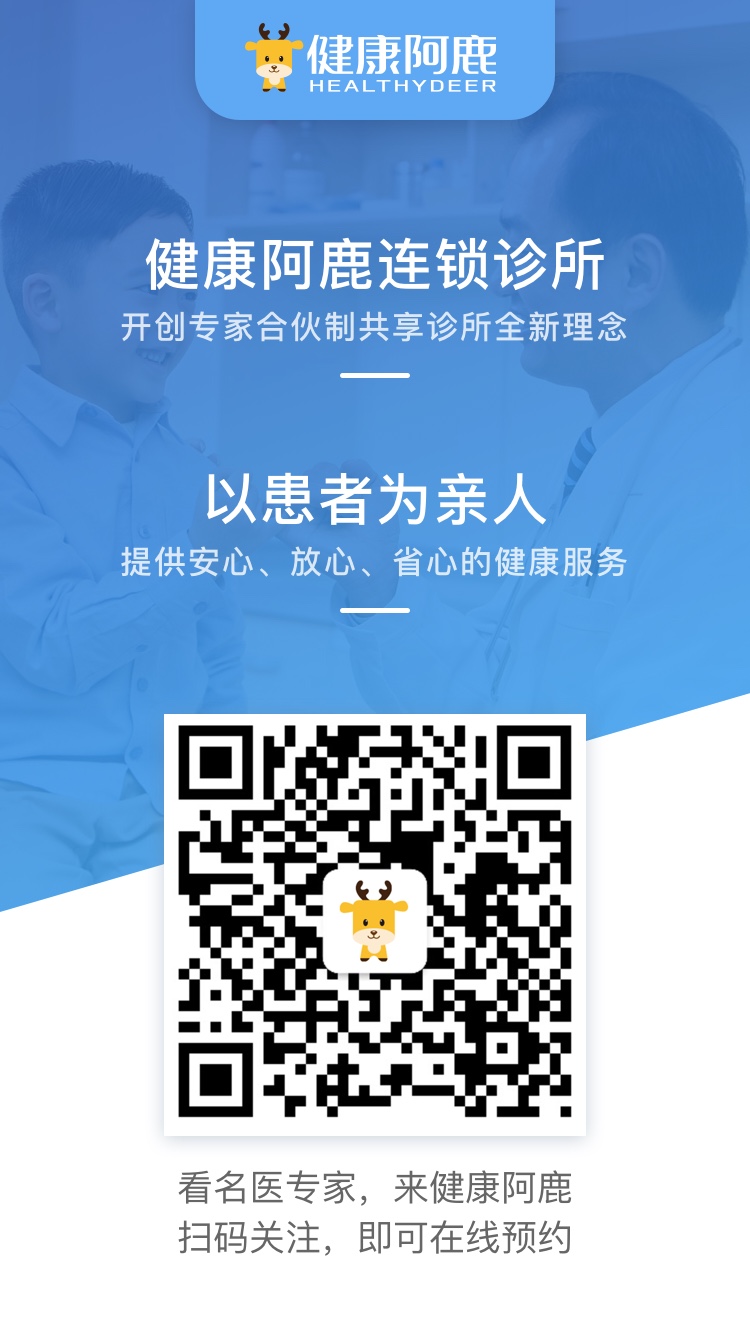 健康阿鹿
HEALTHYDEER
健康阿鹿连锁诊所
开创专家合伙制共享诊所全新理念
以患者为亲人
提供安心、放心、省心的健康服务
看名医专家，来健康阿鹿
扫码关注，即可在线预约